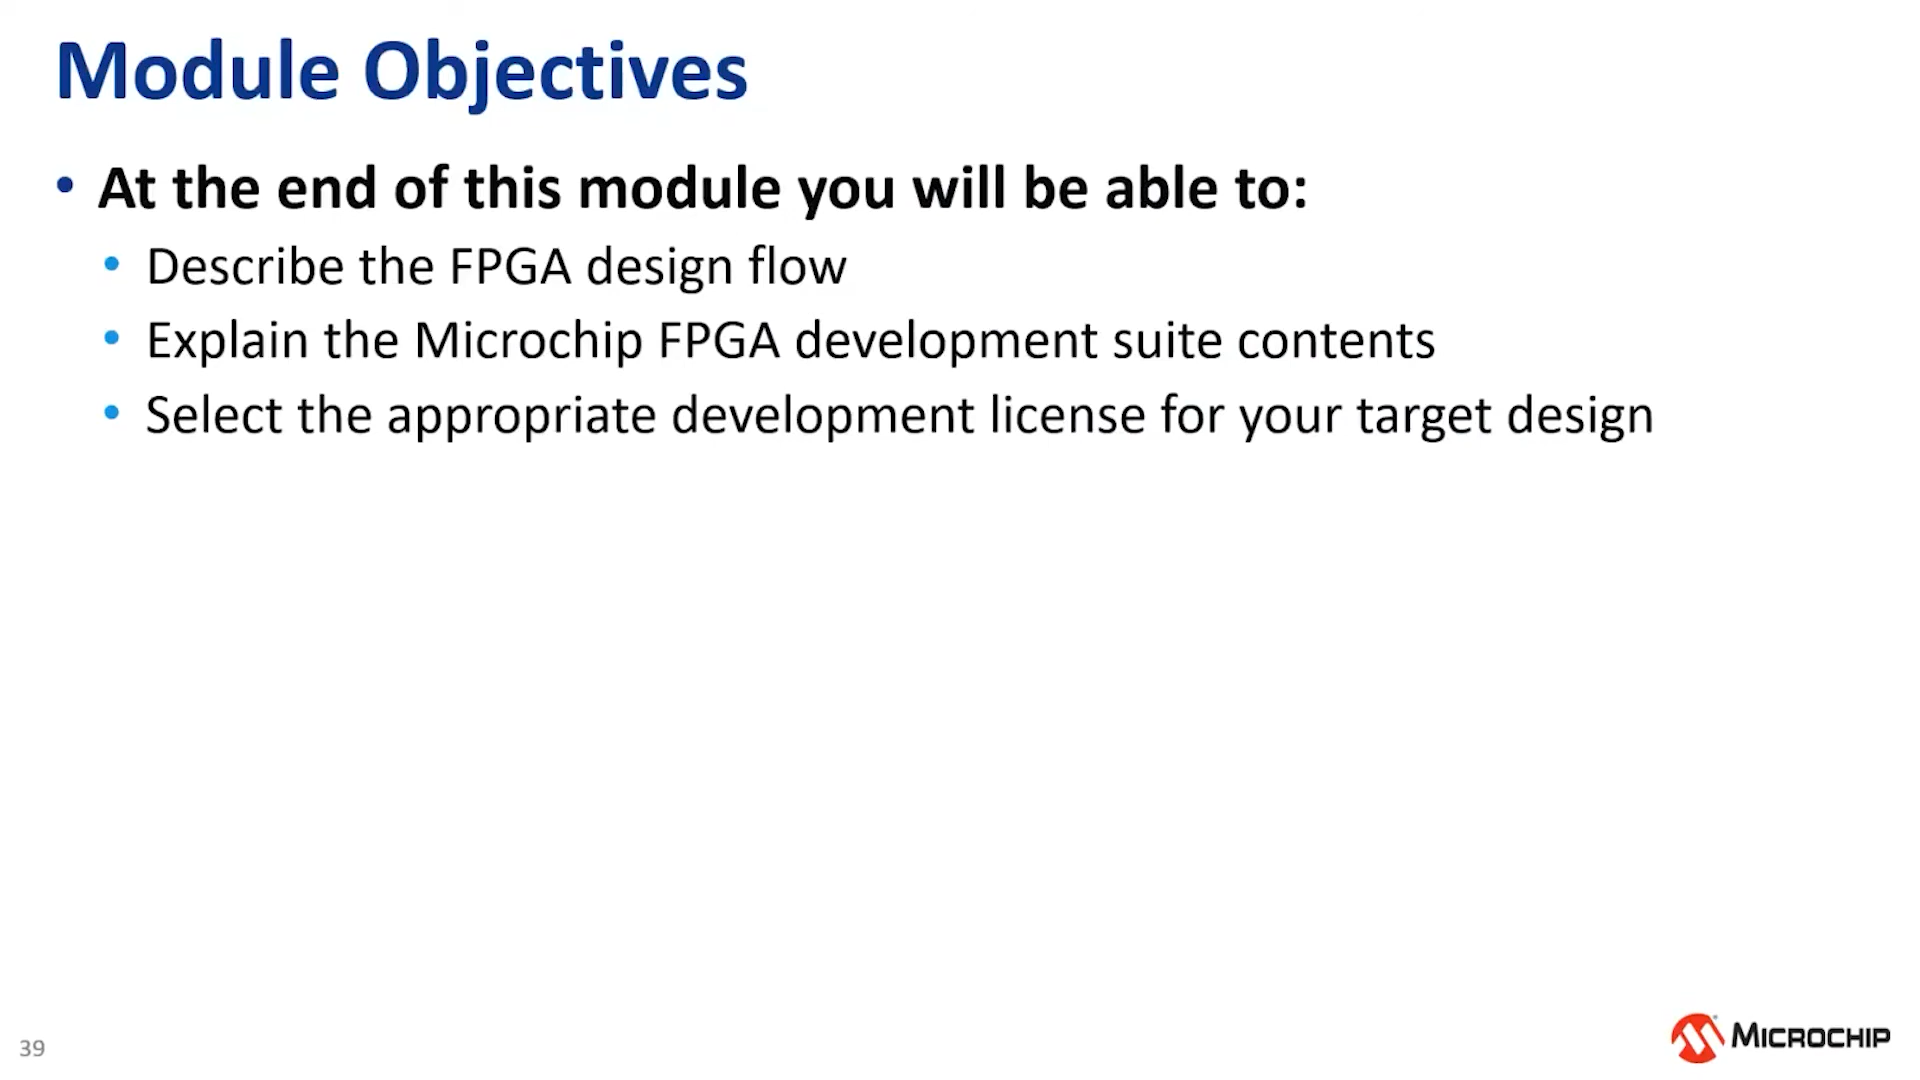 Module Objectives
• At the end of this module you will be able to:
• Describe the FPGA design flow
• Explain the Microchip FPGA development suite contents
• Select the appropriate development license for your target design
39
MICROCHIP